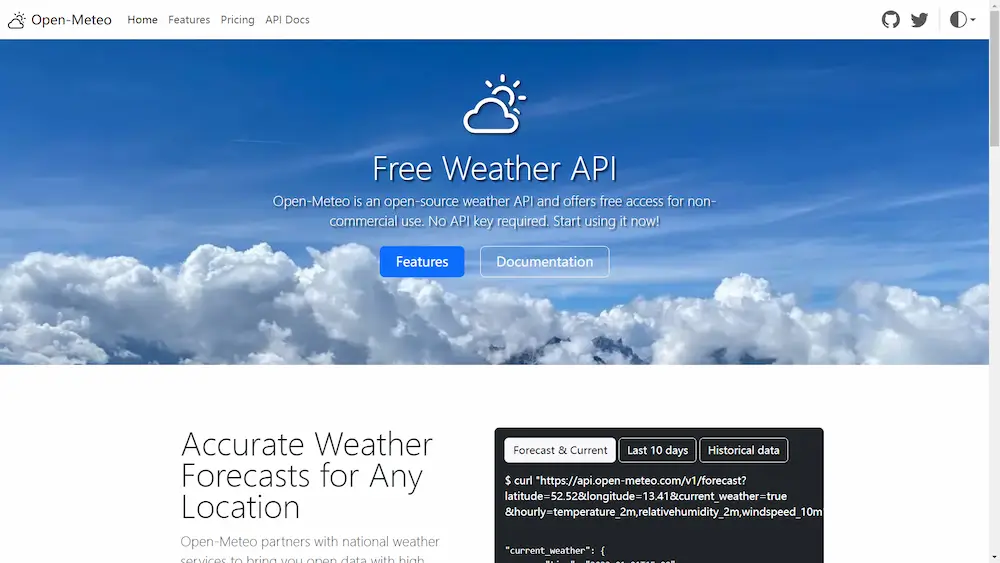 Open-Meteo Home Features Pricing API Docs
Free Weather API
Open-Meteo is an open-source weather API and offers free access for non-
commercial use. No API key required. Start using it now!
Features Documentation
Accurate Weather
Forecasts for Any
Location
Open-Meteo partners with national weather
services to bring you open data with high
Forecast & Current Last 10 days Historical data
$ curl "https://api.open-meteo.com/v1/forecast?
latitude=52.52&longitude=13.41&current_weather=true
&hourly=temperature_2m,relativehumidity_2m,windspeed_10m
"current_weather": {